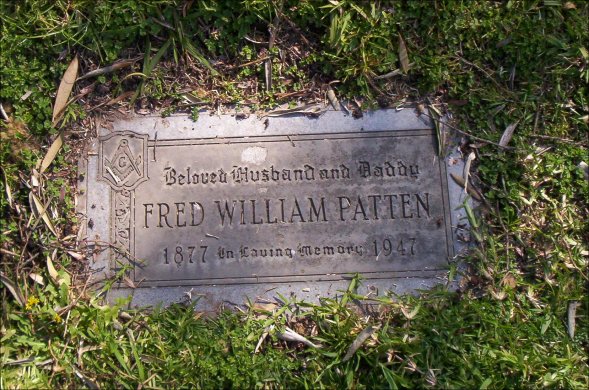 G
Beloved Husband and Daddy
FRED WILLIAM PATTEN
1877 In Loving Memory 1947